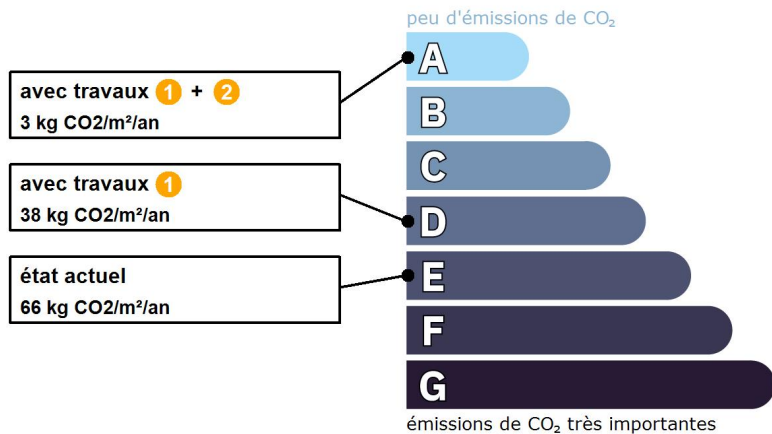 peu d'émissions de CO₂
A
avec travaux 1 + 2
3 kg CO2/m²/an
B
C
avec travaux 1
38 kg CO2/m²/an
D
état actuel
66 kg CO2/m²/an
E
F
G
émissions de CO₂ très importantes